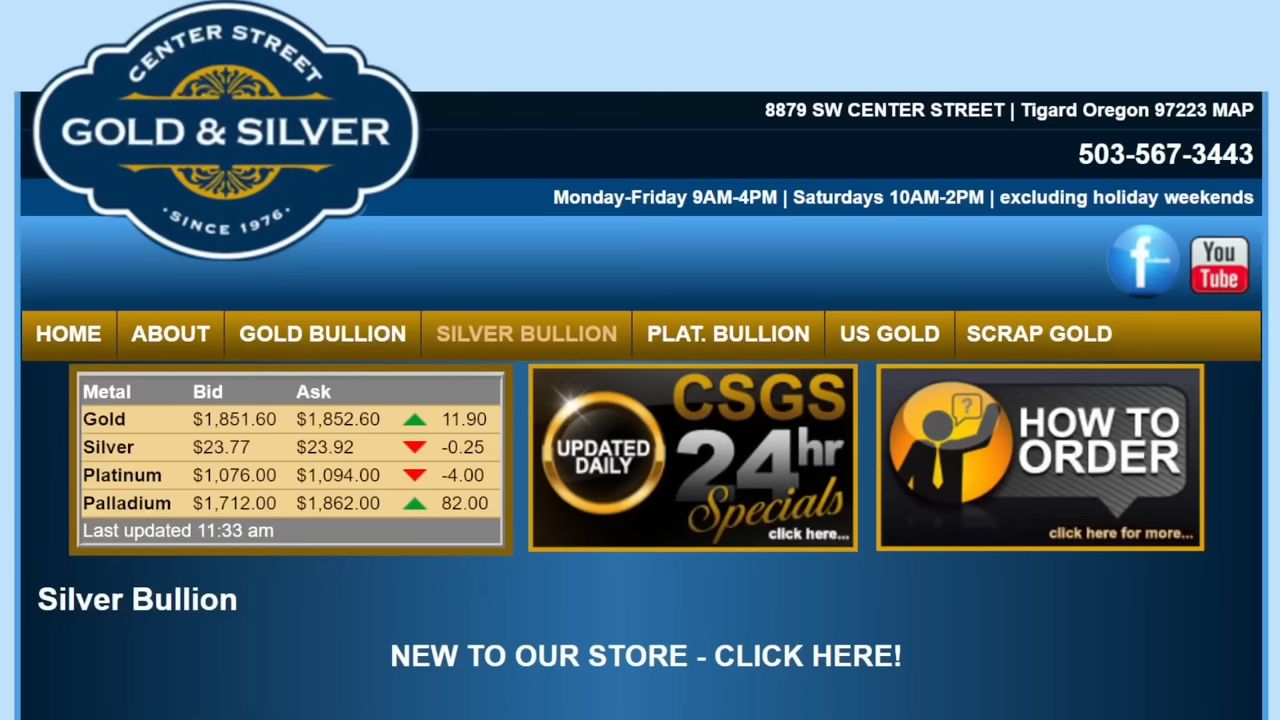 CENTER STREET
GOLD & SILVER
·SINCE 1976·
8879 SW CENTER STREET | Tigard Oregon 97223 MAP
503-567-3443
Monday-Friday 9AM-4PM | Saturdays 10AM-2PM | excluding holiday weekends
f
You
Tube
HOME ABOUT GOLD BULLION SILVER BULLION PLAT. BULLION US GOLD SCRAP GOLD
Metal Bid Ask
Gold $1,851.60 $1,852.60 11.90
Silver $23.77 $23.92 -0.25
Platinum $1,076.00 $1,094.00 -4.00
Palladium $1,712.00 $1,862.00 82.00
Last updated 11:33 am
UPDATED
DAILY
CSGS
24hr
Specials
click here...
?
HOW TO
ORDER
click here for more...
Silver Bullion
NEW TO OUR STORE - CLICK HERE!